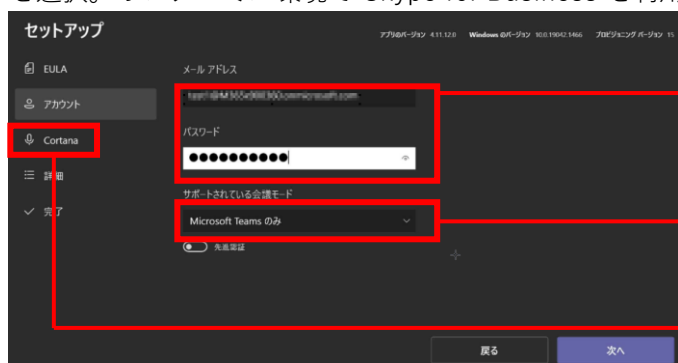 Skype for Business
セットアップ
アプリのバージョン 4.11.12.0 Windows のバージョン 10.0.19042.1466 プロビジョニング バージョン 15
EULA
メール アドレス
アカウント
パスワード
Cortana
●●●●●●●●●●
詳細
サポートされている会議モード
完了
Microsoft Teams のみ
先進認証
戻る
次へ